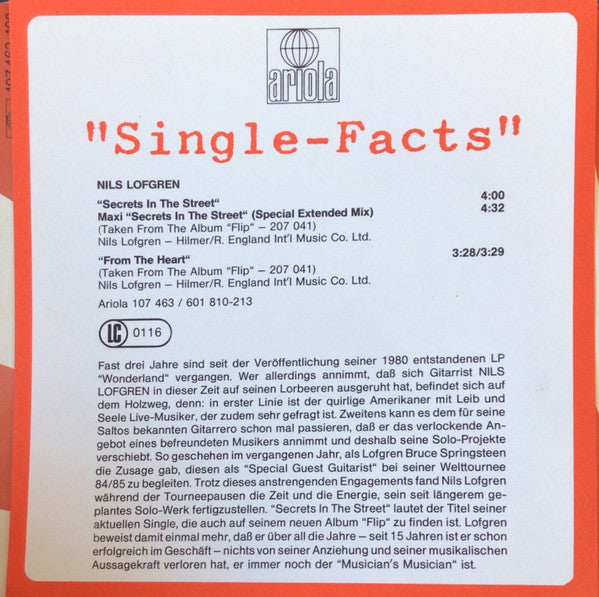 107 463-100
ariola
"Single-Facts"
NILS LOFGREN
“Secrets In The Street“ 4:00
Maxi “Secrets In The Street“ (Special Extended Mix) 4:32
(Taken From The Album “Flip“ – 207 041)
Nils Lofgren – Hilmer/R. England Int’l Music Co. Ltd.
“From The Heart“ 3:28/3:29
(Taken From The Album “Flip“ – 207 041)
Nils Lofgren – Hilmer/R. England Int’l Music Co. Ltd.
Ariola 107 463 / 601 810-213
LC 0116
Fast drei Jahre sind seit der Veröffentlichung seiner 1980 entstandenen LP
“Wonderland“ vergangen. Wer allerdings annimmt, daß sich Gitarrist NILS
LOFGREN in dieser Zeit auf seinen Lorbeeren ausgeruht hat, befindet sich auf
dem Holzweg, denn: in erster Linie ist der quirlige Amerikaner mit Leib und
Seele Live-Musiker, der zudem sehr gefragt ist. Zweitens kann es dem für seine
Saltos bekannten Gitarrero schon mal passieren, daß er das verlockende An-
gebot eines befreundeten Musikers annimmt und deshalb seine Solo-Projekte
verschiebt. So geschehen im vergangenen Jahr, als Lofgren Bruce Springsteen
die Zusage gab, diesen als “Special Guest Guitarist“ bei seiner Welttournee
84/85 zu begleiten. Trotz dieses anstrengenden Engagements fand Nils Lofgren
während der Tourneepausen die Zeit und die Energie, sein seit längerem ge-
plantes Solo-Werk fertigzustellen. “Secrets In The Street“ lautet der Titel seiner
aktuellen Single, die auch auf seinem neuen Album “Flip“ zu finden ist. Lofgren
beweist damit einmal mehr, daß er über all die Jahre – seit 15 Jahren ist er schon
erfolgreich im Geschäft – nichts von seiner Anziehung und seiner musikalischen
Aussagekraft verloren hat, er immer noch der “Musician’s Musician“ ist.